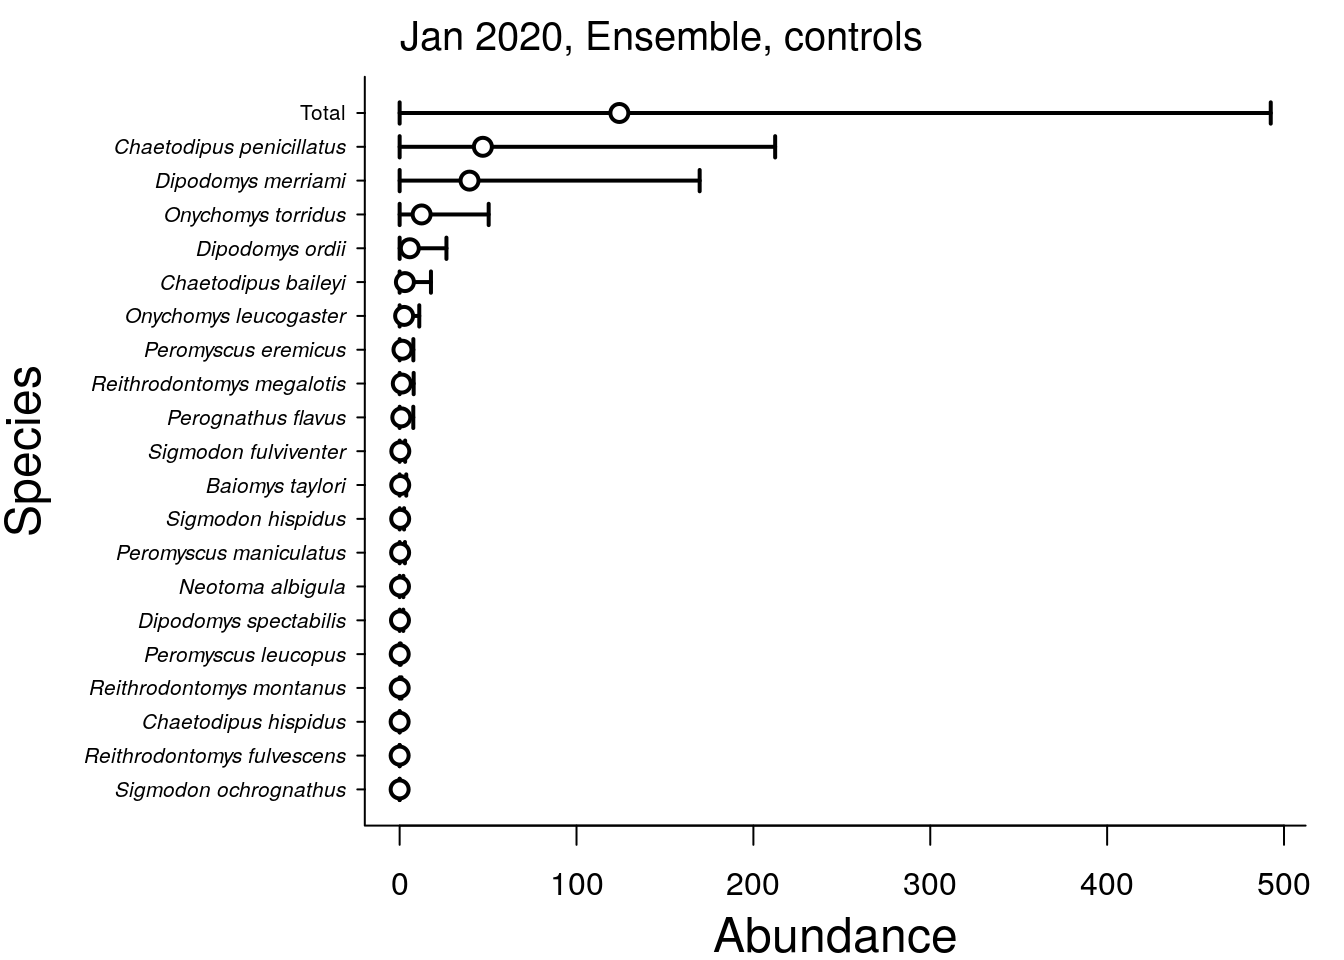 Jan 2020, Ensemble, controls
Total
Chaetodipus penicillatus
Dipodomys merriami
Onychomys torridus
Dipodomys ordii
Chaetodipus baileyi
Onychomys leucogaster
Peromyscus eremicus
Reithrodontomys megalotis
Perognathus flavus
Sigmodon fulviventer
Baiomys taylori
Sigmodon hispidus
Peromyscus maniculatus
Neotoma albigula
Dipodomys spectabilis
Peromyscus leucopus
Reithrodontomys montanus
Chaetodipus hispidus
Reithrodontomys fulvescens
Sigmodon ochrognathus
Species
0 100 200 300 400 500
Abundance